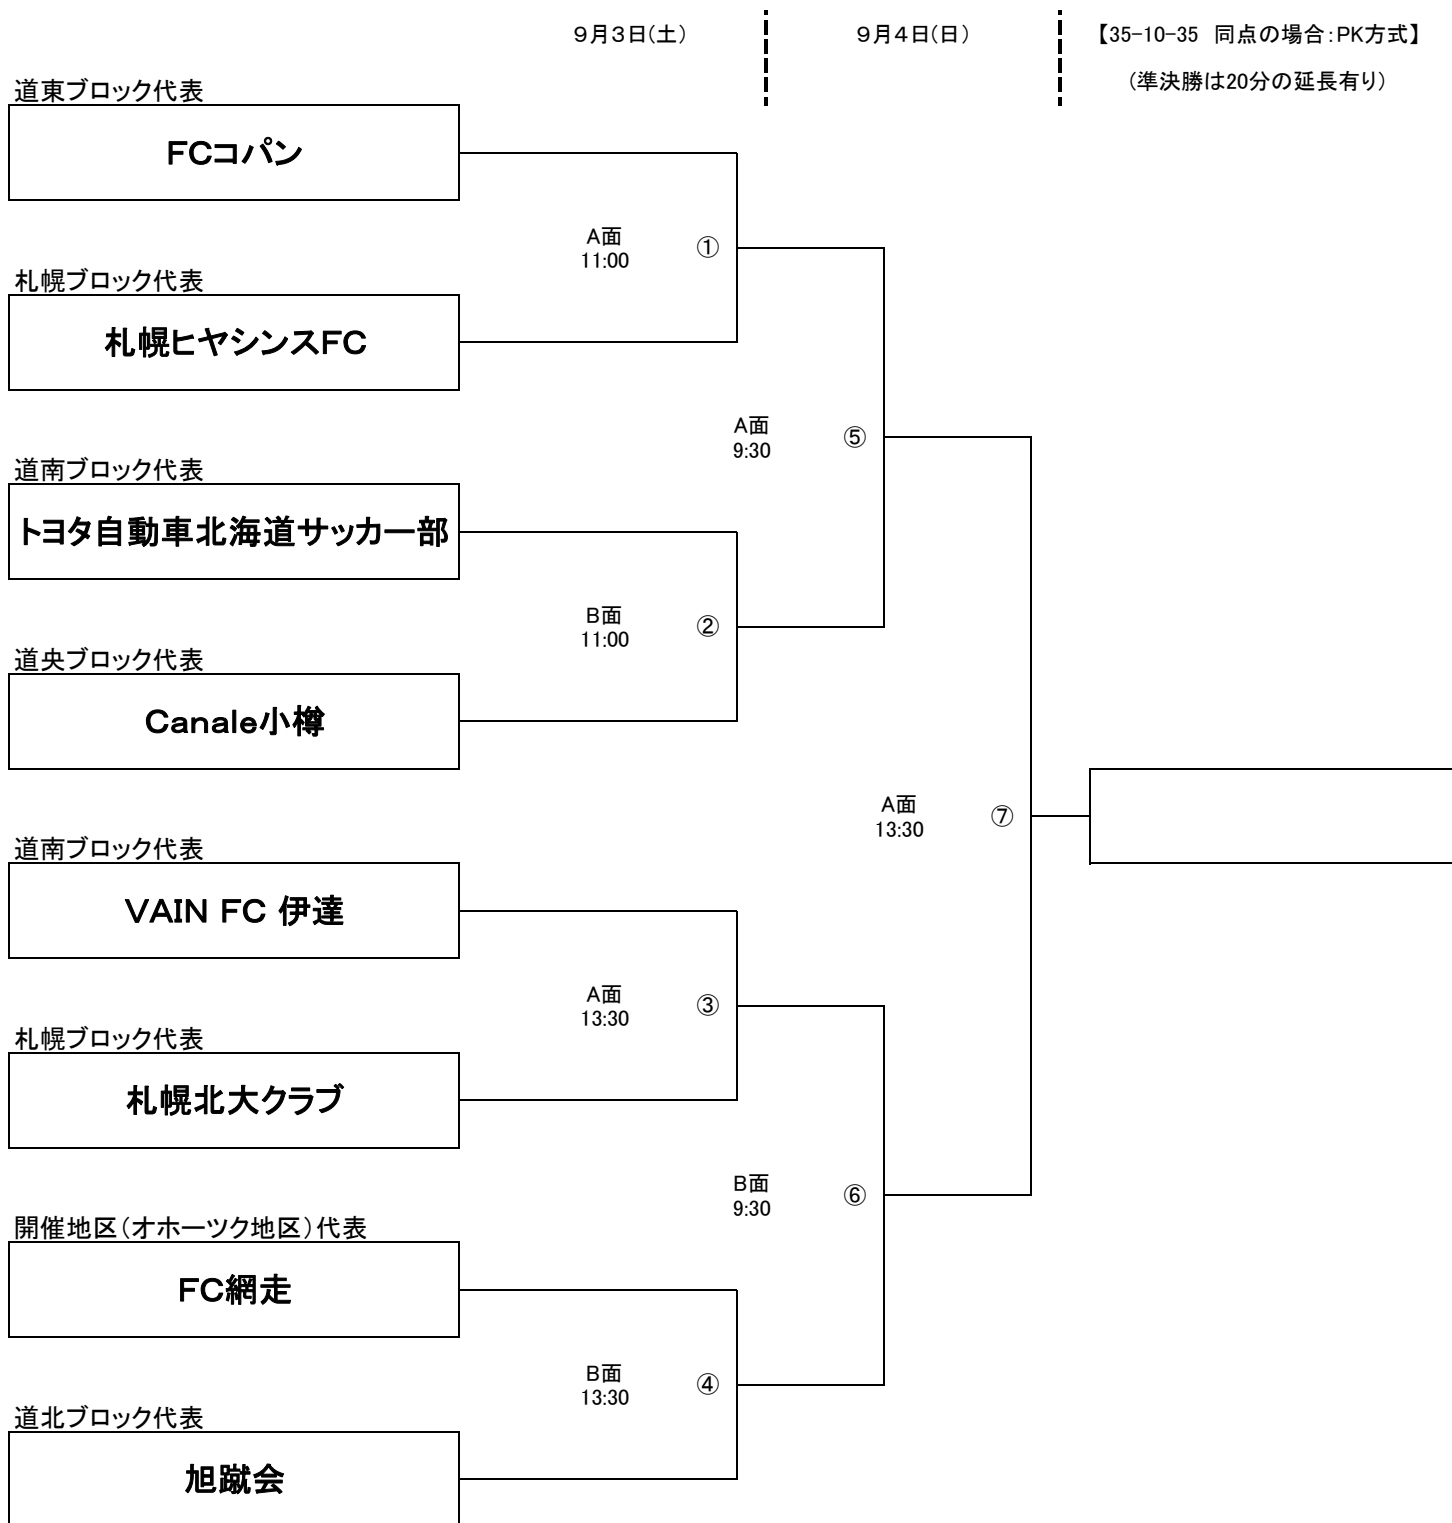 ９月３日(土)
９月４日(日)
【35-10-35 同点の場合：PK方式】
（準決勝は20分の延長有り）
道東ブロック代表
ＦＣコパン
A面
11:00
①
札幌ブロック代表
札幌ヒヤシンスＦＣ
A面
9:30
⑤
道南ブロック代表
トヨタ自動車北海道サッカー部
B面
11:00
②
道央ブロック代表
Ｃａｎａｌｅ小樽
A面
13:30
⑦
道南ブロック代表
ＶＡＩＮ ＦＣ 伊達
A面
13:30
③
札幌ブロック代表
札幌北大クラブ
B面
9:30
⑥
開催地区（オホーツク地区）代表
ＦＣ網走
B面
13:30
④
道北ブロック代表
旭蹴会